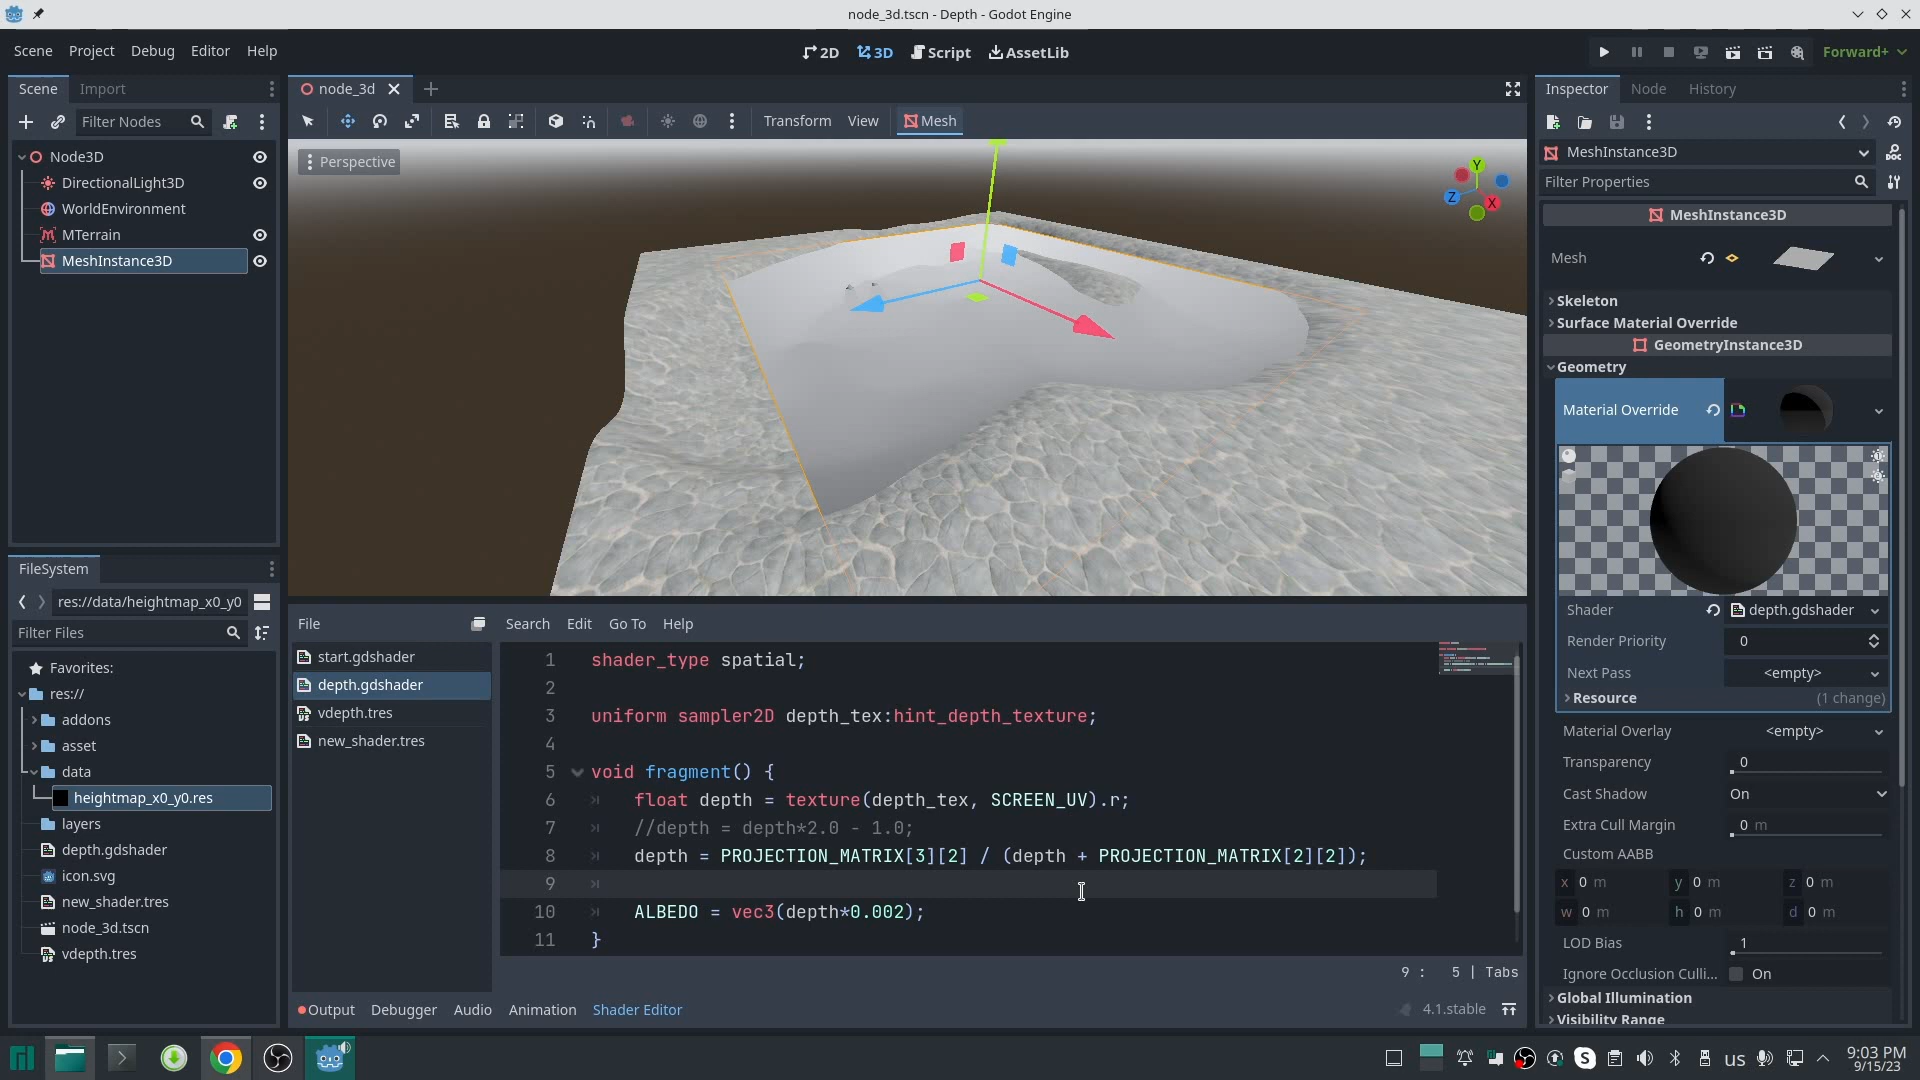 node_3d.tscn - Depth - Godot Engine
Scene Project Debug Editor Help
2D 3D Script AssetLib
Forward+
Scene Import
Filter Nodes
Node3D
DirectionalLight3D
WorldEnvironment
MTerrain
MeshInstance3D
FileSystem
res://data/heightmap_x0_y0
Filter Files
Favorites:
res://
addons
asset
data
heightmap_x0_y0.res
layers
depth.gdshader
icon.svg
new_shader.tres
node_3d.tscn
vdepth.tres
node_3d
Transform View Mesh
Perspective
Y
Z
X
File
start.gdshader
depth.gdshader
vdepth.tres
new_shader.tres
Search Edit Go To Help
1 shader_type spatial;
2
3 uniform sampler2D depth_tex:hint_depth_texture;
4
5 void fragment() {
6 float depth = texture(depth_tex, SCREEN_UV).r;
7 //depth = depth*2.0 - 1.0;
8 depth = PROJECTION_MATRIX[3][2] / (depth + PROJECTION_MATRIX[2][2]);
9
10 ALBEDO = vec3(depth*0.002);
11 }
9 : 5 | Tabs
Output Debugger Audio Animation Shader Editor
4.1.stable
Inspector Node History
MeshInstance3D
Filter Properties
MeshInstance3D
Mesh
Skeleton
Surface Material Override
GeometryInstance3D
Geometry
Material Override
Shader depth.gdshader
Render Priority 0
Next Pass <empty>
Resource (1 change)
Material Overlay <empty>
Transparency 0
Cast Shadow On
Extra Cull Margin 0 m
Custom AABB
x 0 m y 0 m z 0 m
w 0 m h 0 m d 0 m
LOD Bias 1
Ignore Occlusion Culli... On
Global Illumination
Visibility Range
us
9:03 PM
9/15/23